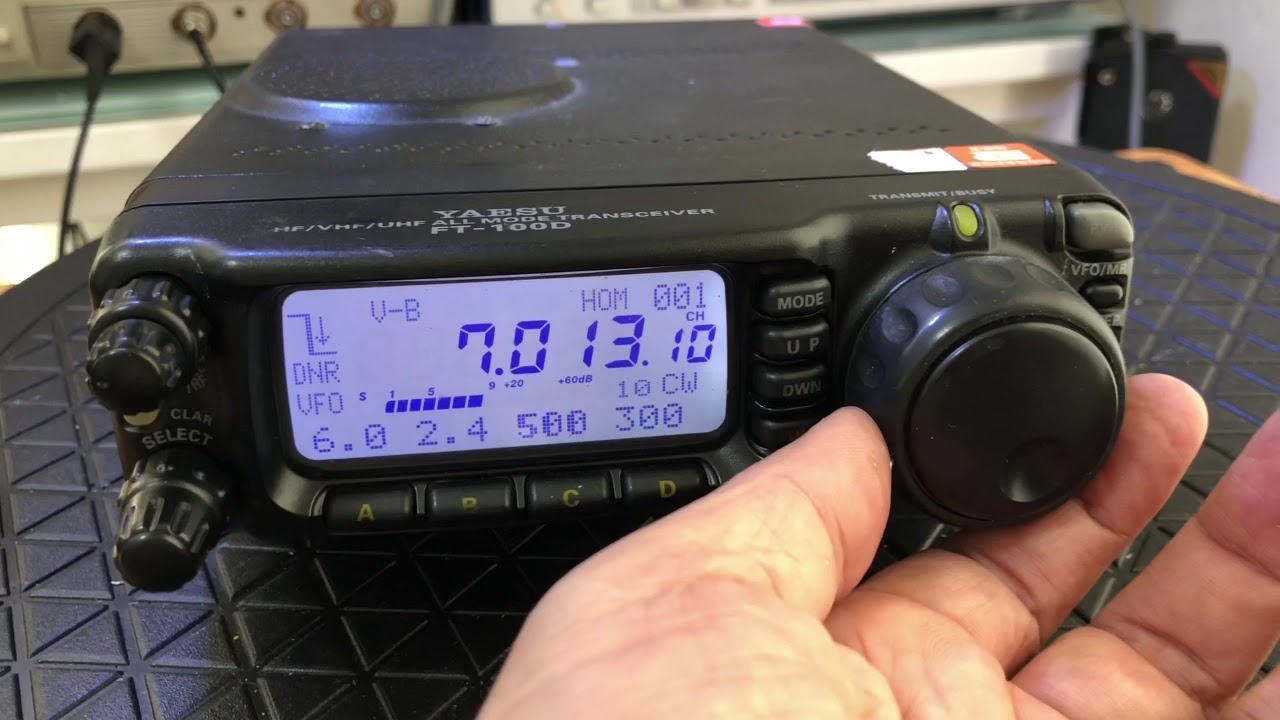 TRANSMIT/BUSY
YAESU
HF/VHF/UHF ALL MODE TRANSCEIVER
FT-100D
VFO/MR
V-B
HOM 001
CH
7.013.10
DNR
VFO
S 1 5 9 +20 +60dB
10 CW
6.0 2.4 500 300
MODE
UP
DWN
CLAR
SELECT
A B C D